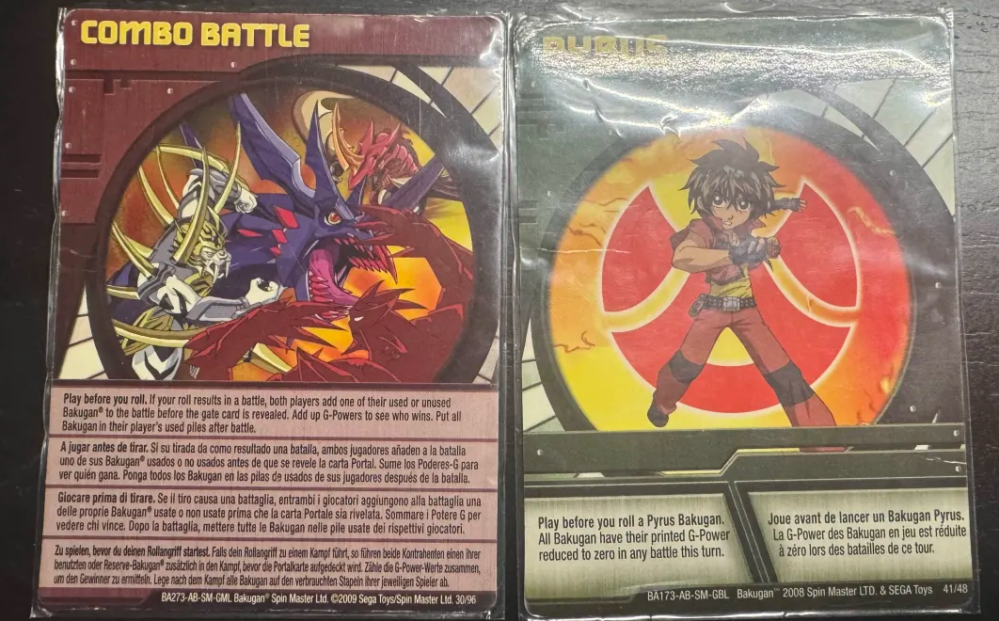 COMBO BATTLE
Play before you roll. If your roll results in a battle, both players add one of their used or unused
Bakugan® to the battle before the gate card is revealed. Add up G-Powers to see who wins. Put all
Bakugan in their player's used piles after battle.
A jugar antes de tirar. Si su tirada da como resultado una batalla, ambos jugadores añaden a la batalla
uno de sus Bakugan® usados o no usados antes de que se revele la carta Portal. Sume los Poderes-G para
ver quién gana. Ponga todos los Bakugan en las pilas de usados de sus jugadores después de la batalla.
Giocare prima di tirare. Se il tiro causa una battaglia, entrambi i giocatori aggiungono alla battaglia una
delle proprie Bakugan® usate o non usate prima che la carta Portale sia rivelata. Sommare i Potere G per
vedere chi vince. Dopo la battaglia, mettere tutte le Bakugan nelle pile usate dei rispettivi giocatori.
Zu spielen, bevor du deinen Rollangriff startest. Falls dein Rollangriff zu einem Kampf führt, so führen beide Kontrahenten einen ihrer
benutzten oder Reserve-Bakugan® zusätzlich in den Kampf, bevor die Portalkarte aufgedeckt wird. Zähle die G-Power-Werte zusammen,
um den Gewinner zu ermitteln. Lege nach dem Kampf alle Bakugan auf den verbrauchten Stapeln ihrer jeweiligen Spieler ab.
BA273-AB-SM-GML Bakugan® Spin Master Ltd. ©2009 Sega Toys/Spin Master Ltd. 30/96
Play before you roll a Pyrus Bakugan.
All Bakugan have their printed G-Power
reduced to zero in any battle this turn.
Joue avant de lancer un Bakugan Pyrus.
La G-Power des Bakugan en jeu est réduite
à zéro lors des batailles de ce tour.
BA173-AB-SM-GBL Bakugan™ 2008 Spin Master LTD. & SEGA Toys 41/48